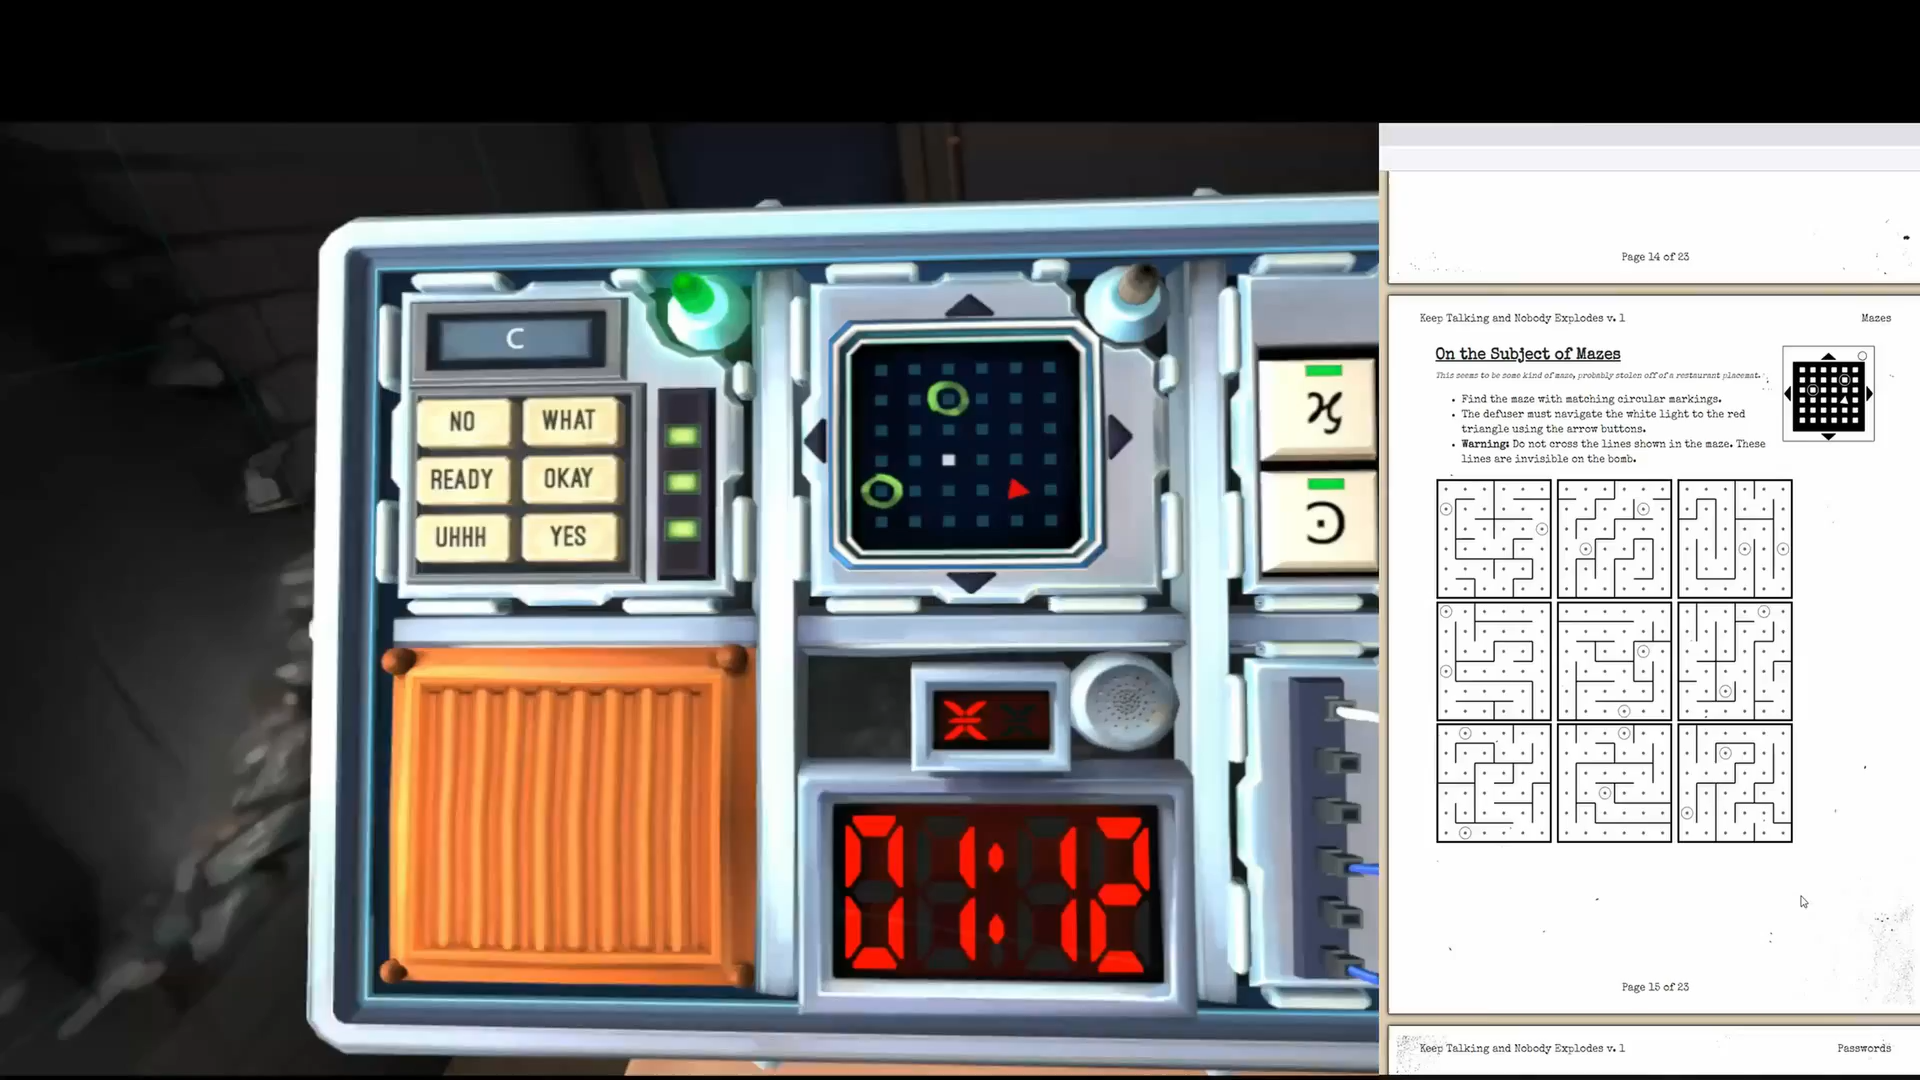 C
NO WHAT
READY OKAY
UHHH YES
01:12
Page 14 of 23
Keep Talking and Nobody Explodes v. 1 Mazes
On the Subject of Mazes
This seems to be some kind of maze, probably stolen off of a restaurant placemat.
• Find the maze with matching circular markings.
• The defuser must navigate the white light to the red
triangle using the arrow buttons.
• Warning: Do not cross the lines shown in the maze. These
lines are invisible on the bomb.
Page 15 of 23
Keep Talking and Nobody Explodes v. 1 Passwords